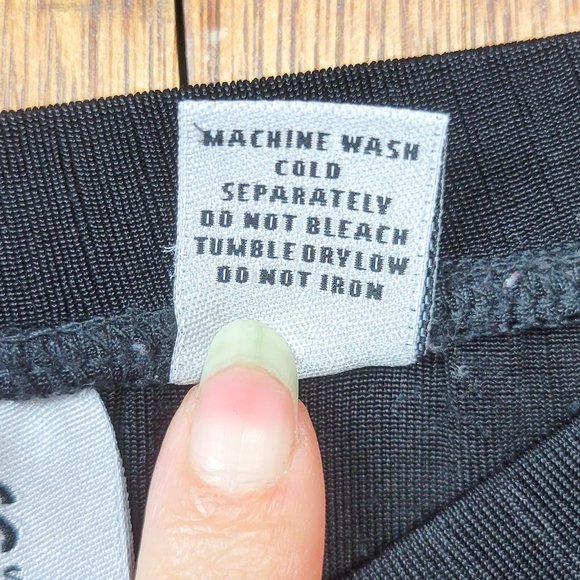 MACHINE WASH
COLD
SEPARATELY
DO NOT BLEACH
TUMBLE DRY LOW
DO NOT IRON